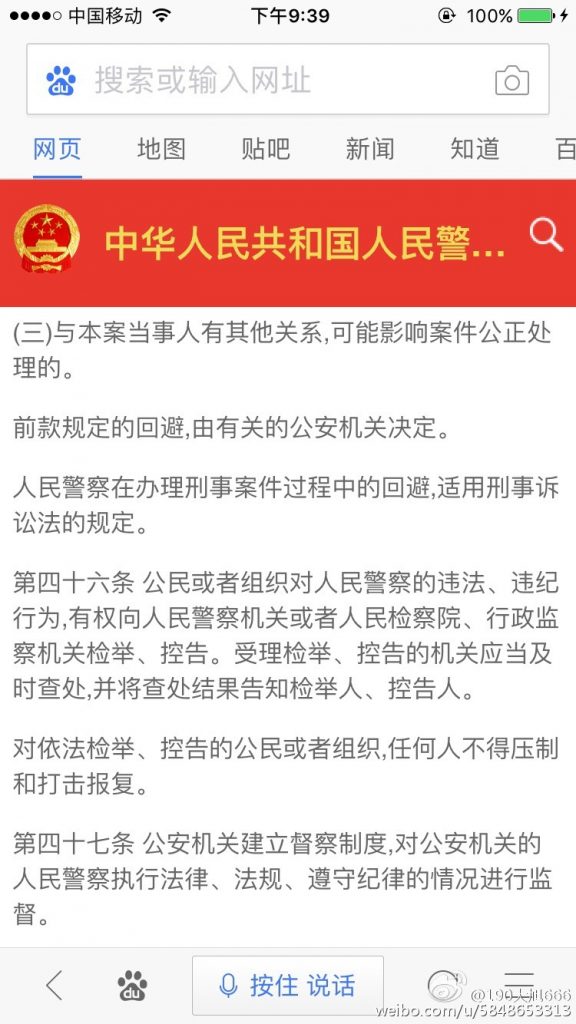 中国移动
下午9:39
100%
搜索或输入网址
网页 地图 贴吧 新闻 知道 百
中华人民共和国人民警...
(三)与本案当事人有其他关系,可能影响案件公正处
理的。
前款规定的回避,由有关的公安机关决定。
人民警察在办理刑事案件过程中的回避,适用刑事诉
讼法的规定。
第四十六条 公民或者组织对人民警察的违法、违纪
行为,有权向人民警察机关或者人民检察院、行政监
察机关检举、控告。受理检举、控告的机关应当及
时查处,并将查处结果告知检举人、控告人。
对依法检举、控告的公民或者组织,任何人不得压制
和打击报复。
第四十七条 公安机关建立督察制度,对公安机关的
人民警察执行法律、法规、遵守纪律的情况进行监
督。
du
按住 说话
weibo.com/u/5848653313